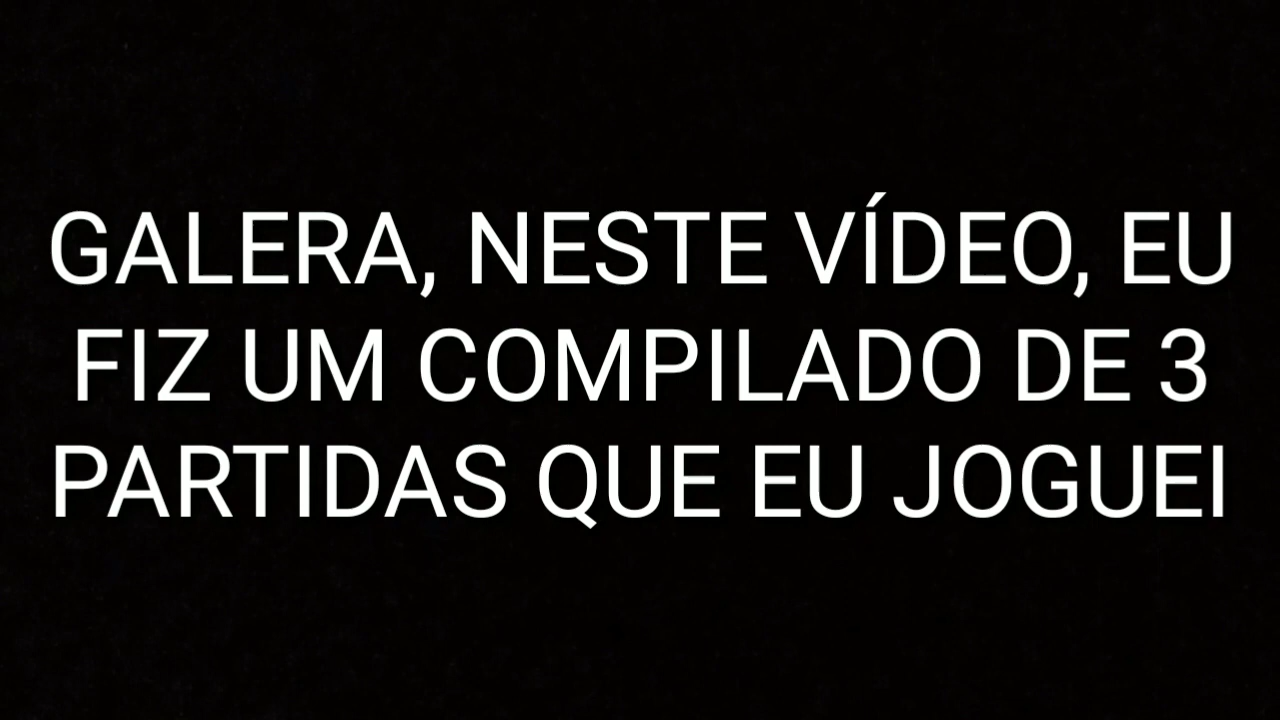 GALERA, NESTE VÍDEO, EU
FIZ UM COMPILADO DE 3
PARTIDAS QUE EU JOGUEI